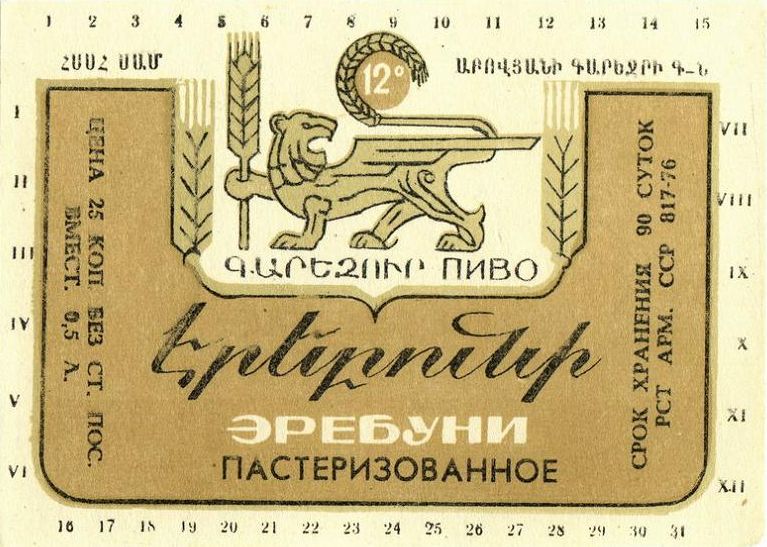 1 2 3 4 5 6 7 8 9 10 11 12 13 14 15
ՀՍՍՀ ՍԱՄ
12°
ԱԲՈՎՅԱՆԻ ԳԱՐԵՋՐԻ Գ-Ն
I
II
III
IV
V
VI
ЦЕНА 25 КОП БЕЗ СТ. ПОС.
ВМЕСТ. 0,5 Л.
ԳԱՐԵՋՈՒՐ ПИВО
Էրեբունի
ЭРЕБУНИ
ПАСТЕРИЗОВАННОЕ
СРОК ХРАНЕНИЯ 90 СУТОК
РСТ АРМ. ССР 817-76
VII
VIII
IX
X
XI
XII
16 17 18 19 20 21 22 23 24 25 26 27 28 29 30 31